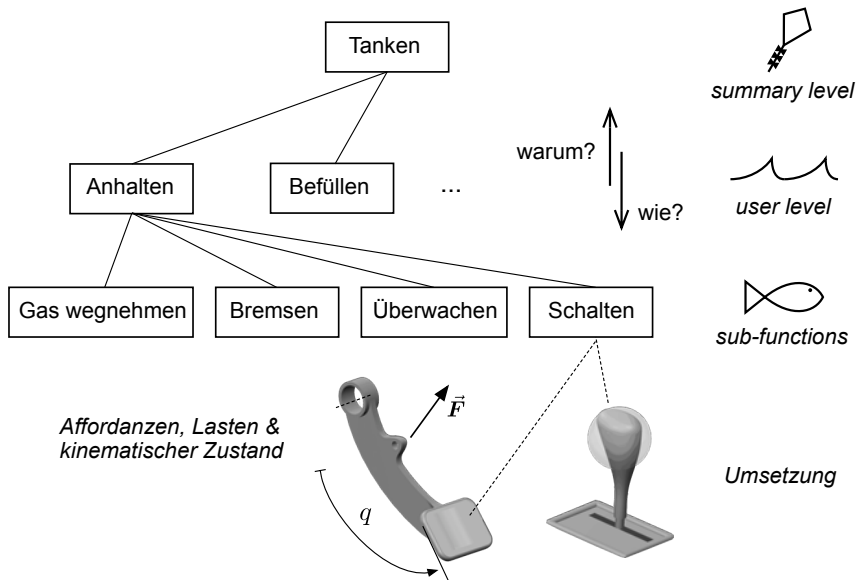 Tanken
summary level
warum?
wie?
Anhalten
Befüllen
...
user level
Gas wegnehmen
Bremsen
Überwachen
Schalten
sub-functions
Affordanzen, Lasten &
kinematischer Zustand
F⃗
q
Umsetzung